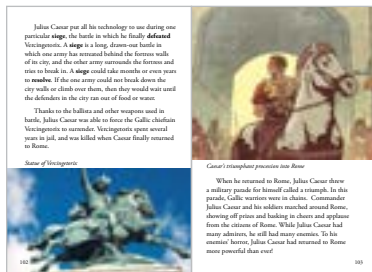 Julius Caesar put all his technology to use during one
particular siege, the battle in which he finally defeated
Vercingetorix. A siege is a long, drawn-out battle in
which one army has retreated behind the fortress walls
of its city, and the other army surrounds the fortress and
tries to break in. A siege could take months or even years
to resolve. If the one army could not break down the
city walls or climb over them, then they would wait until
the defenders in the city ran out of food or water.
Thanks to the ballista and other weapons used in
battle, Julius Caesar was able to force the Gallic chieftain
Vercingetorix to surrender. Vercingetorix spent several
years in jail, and was killed when Caesar finally returned
to Rome.
Statue of Vercingetorix
102
Caesar's triumphant procession into Rome
When he returned to Rome, Julius Caesar threw
a military parade for himself called a triumph. In this
parade, Gallic warriors were in chains. Commander
Julius Caesar and his soldiers marched around Rome,
showing off prizes and basking in cheers and applause
from the citizens of Rome. While Julius Caesar had
many admirers, he still had many enemies. To his
enemies' horror, Julius Caesar had returned to Rome
more powerful than ever!
103